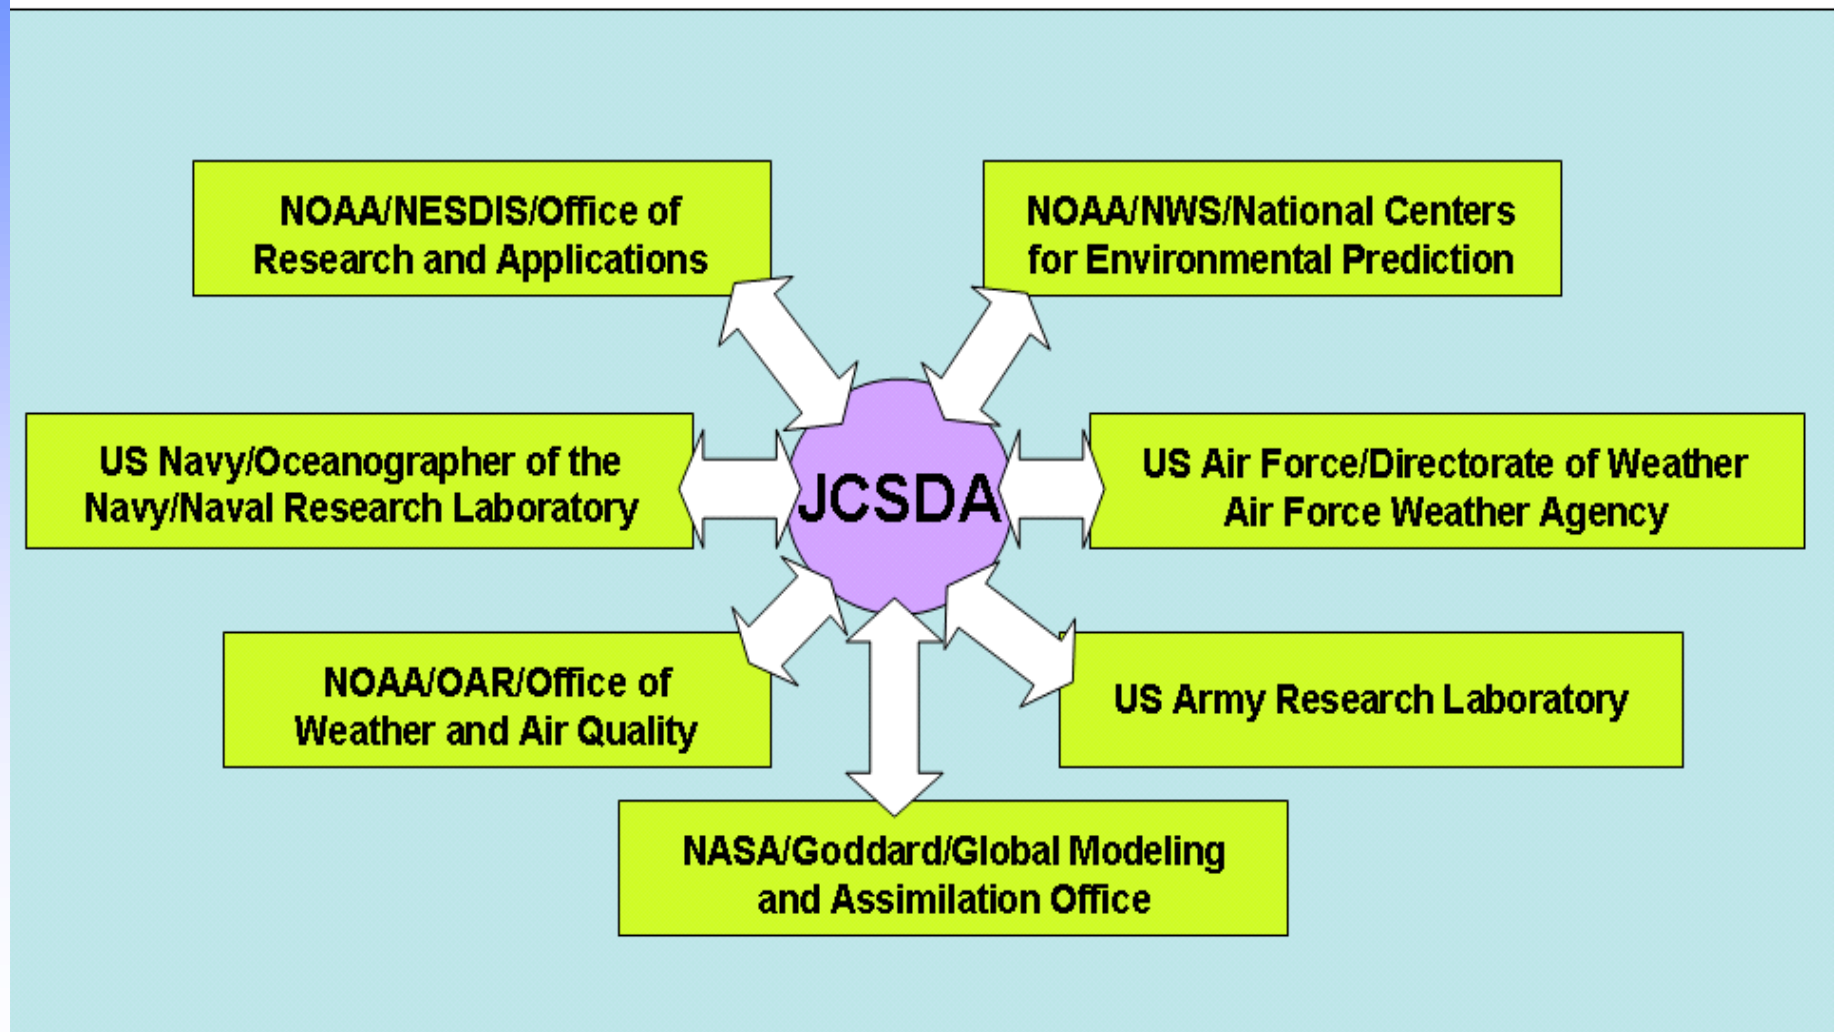 NOAA/NESDIS/Office of
Research and Applications
NOAA/NWS/National Centers
for Environmental Prediction
US Navy/Oceanographer of the
Navy/Naval Research Laboratory
JCSDA
US Air Force/Directorate of Weather
Air Force Weather Agency
NOAA/OAR/Office of
Weather and Air Quality
US Army Research Laboratory
NASA/Goddard/Global Modeling
and Assimilation Office